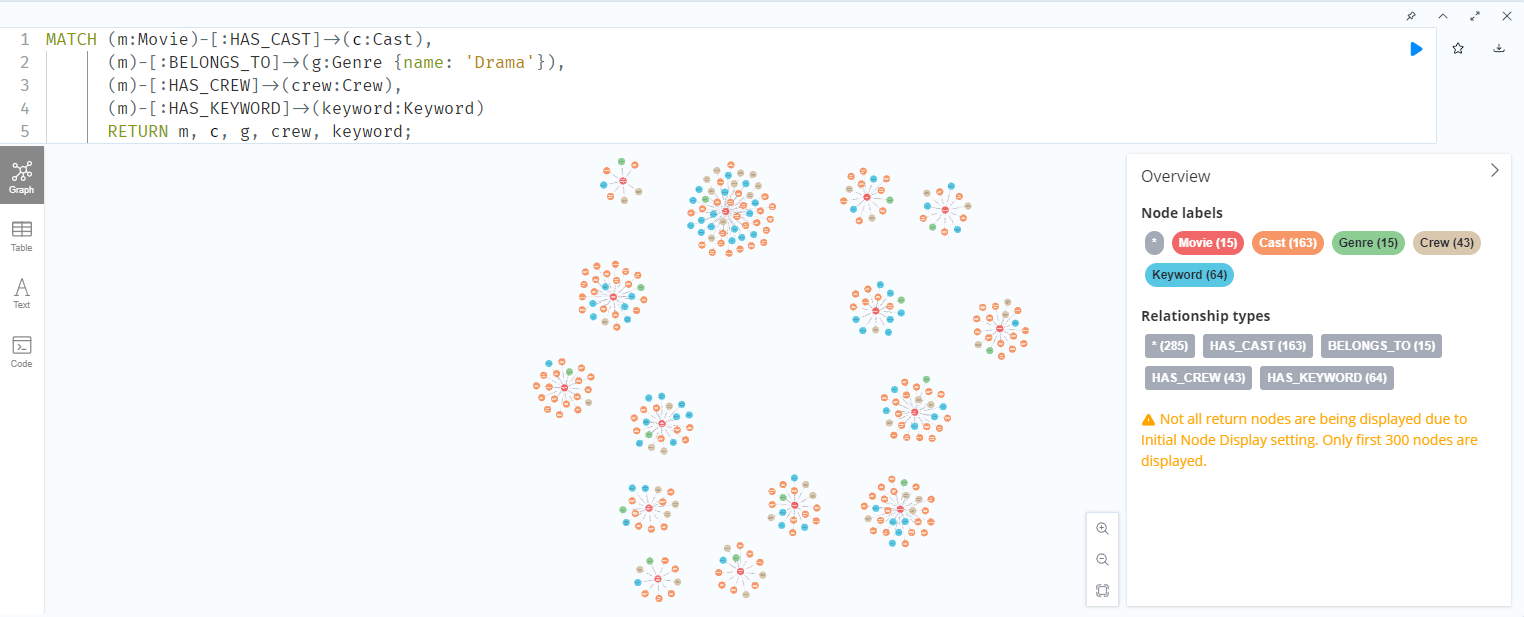 1 MATCH (m:Movie)-[:HAS_CAST]->(c:Cast),
2 (m)-[:BELONGS_TO]->(g:Genre {name: 'Drama'}),
3 (m)-[:HAS_CREW]->(crew:Crew),
4 (m)-[:HAS_KEYWORD]->(keyword:Keyword)
5 RETURN m, c, g, crew, keyword;
Graph
Table
Text
Code
Overview
Node labels
* Movie (15) Cast (163) Genre (15) Crew (43)
Keyword (64)
Relationship types
* (285) HAS_CAST (163) BELONGS_TO (15)
HAS_CREW (43) HAS_KEYWORD (64)
Not all return nodes are being displayed due to
Initial Node Display setting. Only first 300 nodes are
displayed.